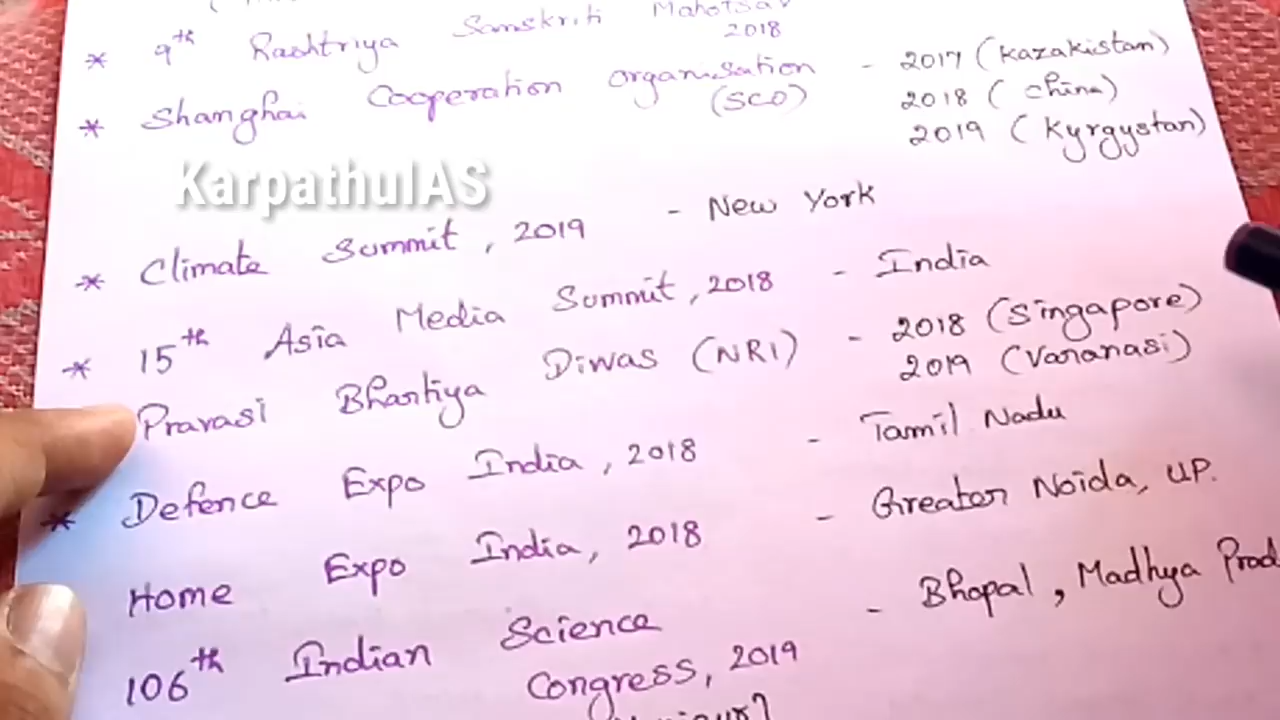 * 9th Rashtriya Samskriti Mahotsav
2018
* Shanghai Cooperation Organisation - 2017 (Kazakistan)
(SCO) 2018 (China)
2019 (Kyrgystan)
KarpathuIAS
* Climate Summit, 2019 - New York
* 15th Asia Media Summit, 2018 - India
Pravasi Bhartiya Diwas (NRI) - 2018 (Singapore)
2019 (Varanasi)
* Defence Expo India, 2018 - Tamil Nadu
Home Expo India, 2018 - Greater Noida, UP.
106th Indian Science - Bhopal, Madhya Prad
Congress, 2019